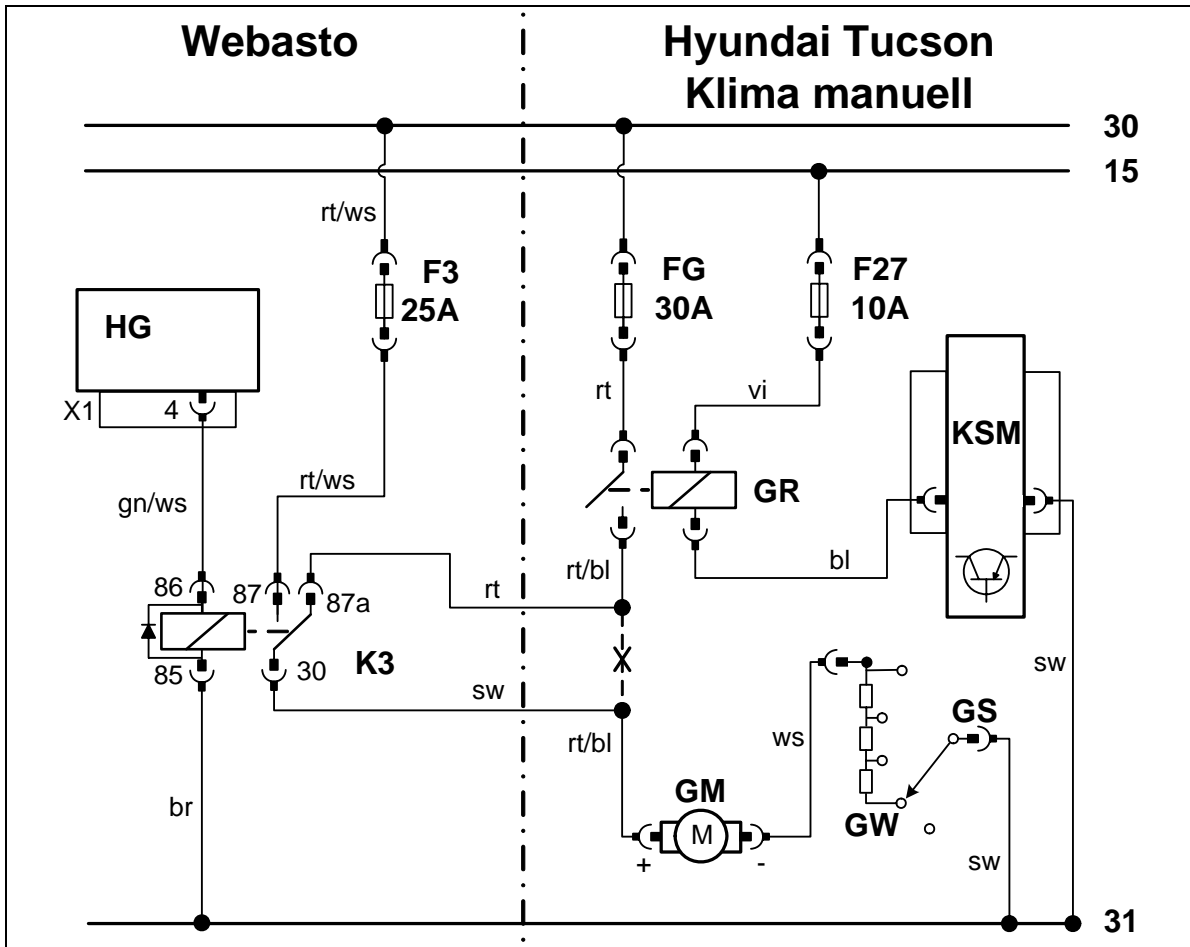 Webasto
Hyundai Tucson
Klima manuell
30
15
rt/ws
F3
25A
FG
30A
F27
10A
HG
X1
4
rt
vi
KSM
gn/ws
rt/ws
GR
86
87
87a
rt
rt/bl
bl
85
30
K3
sw
rt/bl
ws
GS
sw
br
GM
M
+
-
GW
sw
31